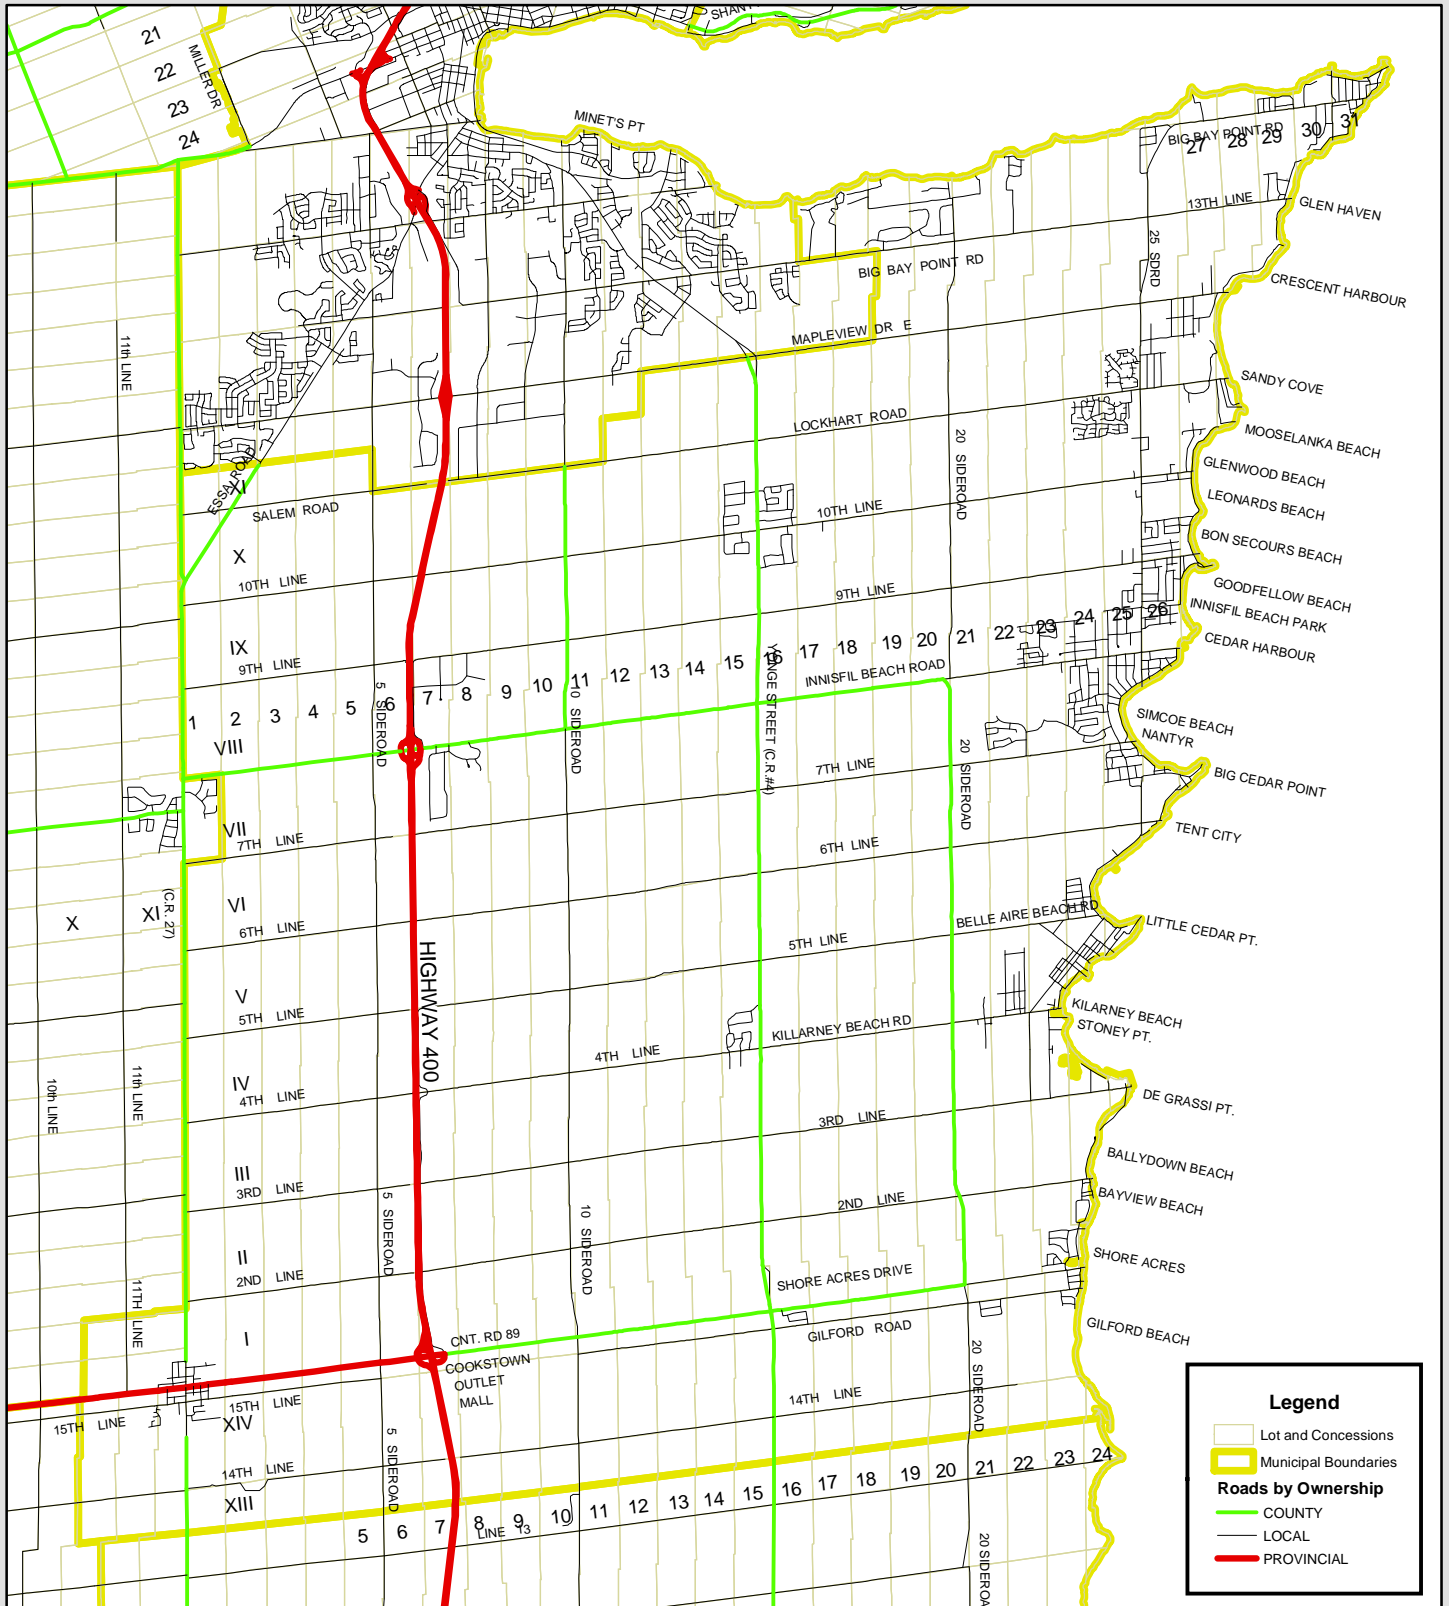 SHANT
21
22
23
24
MILLER DR
MINET'S PT
BIG BAY POINT RD
27
28
29
30
31
13TH LINE
GLEN HAVEN
25 SDRD
BIG BAY POINT RD
CRESCENT HARBOUR
11th LINE
MAPLEVIEW DR E
SANDY COVE
LOCKHART ROAD
MOOSELANKA BEACH
GLENWOOD BEACH
20 SIDEROAD
LEONARDS BEACH
ESSA ROAD
XI
SALEM ROAD
10TH LINE
BON SECOURS BEACH
X
10TH LINE
9TH LINE
GOODFELLOW BEACH
INNISFIL BEACH PARK
CEDAR HARBOUR
IX
9TH LINE
1
2
3
4
5
6
7
8
9
10
11
12
13
14
15
16
17
18
19
20
21
22
23
24
25
26
INNISFIL BEACH ROAD
5 SIDEROAD
10 SIDEROAD
YONGE STREET (C.R.#4)
20 SIDEROAD
SIMCOE BEACH
NANTYR
VIII
7TH LINE
BIG CEDAR POINT
VII
7TH LINE
6TH LINE
TENT CITY
(C.R. 27)
X
XI
VI
6TH LINE
5TH LINE
BELLE AIRE BEACH RD
LITTLE CEDAR PT.
HIGHWAY 400
V
5TH LINE
KILLARNEY BEACH RD
KILARNEY BEACH
STONEY PT.
4TH LINE
10th LINE
11th LINE
IV
4TH LINE
3RD LINE
DE GRASSI PT.
BALLYDOWN BEACH
III
3RD LINE
2ND LINE
BAYVIEW BEACH
5 SIDEROAD
10 SIDEROAD
II
2ND LINE
SHORE ACRES DRIVE
SHORE ACRES
11TH LINE
I
CNT. RD 89
GILFORD ROAD
GILFORD BEACH
COOKSTOWN
OUTLET
MALL
20 SIDEROAD
14TH LINE
15TH LINE
15TH LINE
XIV
5 SIDEROAD
14TH LINE
XIII
5
6
7
8
9
10
11
12
13
14
15
16
17
18
19
20
21
22
23
24
LINE 13
20 SIDEROA
Legend
Lot and Concessions
Municipal Boundaries
Roads by Ownership
COUNTY
LOCAL
PROVINCIAL